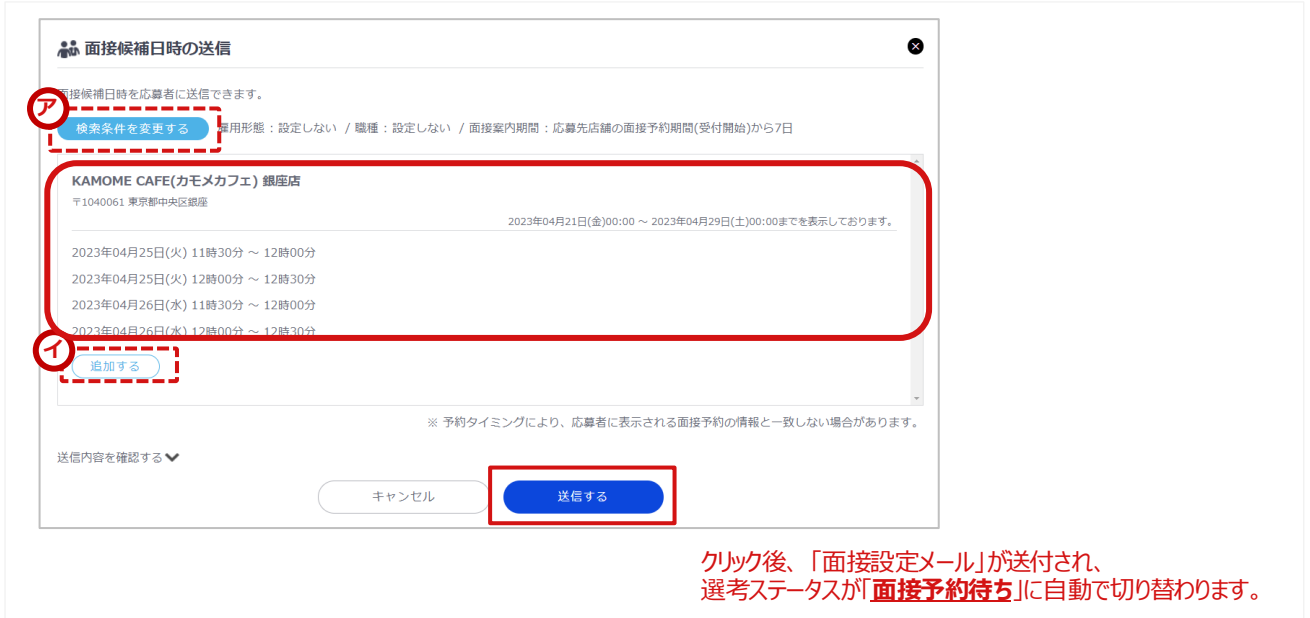 面接候補日時の送信
面接候補日時を応募者に送信できます。
ア
検索条件を変更する 雇用形態：設定しない / 職種：設定しない / 面接案内期間：応募先店舗の面接予約期間(受付開始)から7日
KAMOME CAFE(カモメカフェ) 銀座店
〒1040061 東京都中央区銀座
2023年04月21日(金)00:00 ～ 2023年04月29日(土)00:00までを表示しております。
2023年04月25日(火) 11時30分 ～ 12時00分
2023年04月25日(火) 12時00分 ～ 12時30分
2023年04月26日(水) 11時30分 ～ 12時00分
2023年04月26日(水) 12時00分 ～ 12時30分
イ
追加する
※ 予約タイミングにより、応募者に表示される面接予約の情報と一致しない場合があります。
送信内容を確認する
キャンセル 送信する
クリック後、「面接設定メール」が送付され、
選考ステータスが「面接予約待ち」に自動で切り替わります。